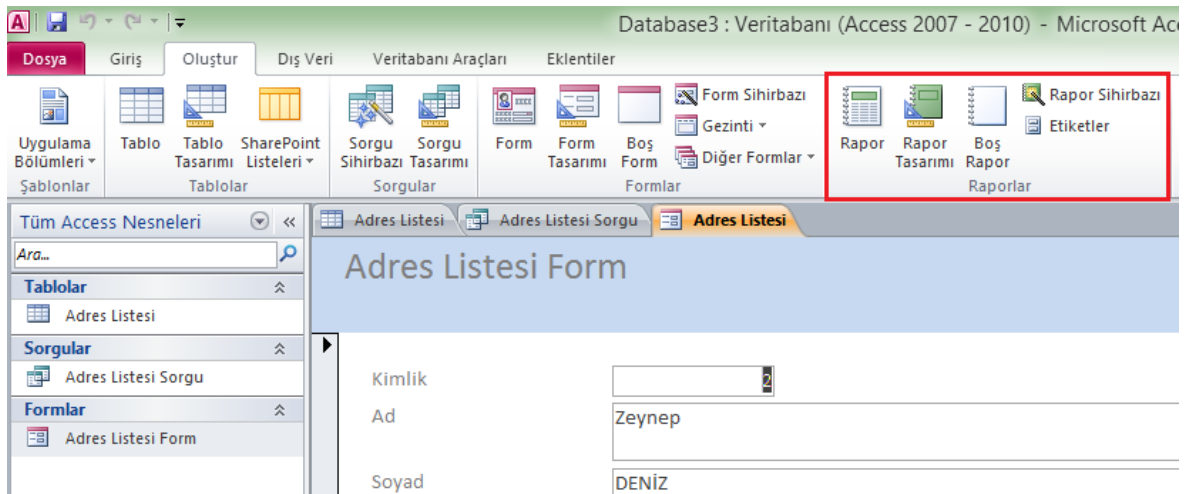 Database3 : Veritabanı (Access 2007 - 2010) - Microsoft Acc
Dosya Giriş Oluştur Dış Veri Veritabanı Araçları Eklentiler
Uygulama Bölümleri
Tablo
Tablo Tasarımı
SharePoint Listeleri
Sorgu Sihirbazı
Sorgu Tasarımı
Form
Form Tasarımı
Boş Form
Form Sihirbazı
Gezinti
Diğer Formlar
Rapor
Rapor Tasarımı
Boş Rapor
Rapor Sihirbazı
Etiketler
Şablonlar Tablolar Sorgular Formlar Raporlar
Tüm Access Nesneleri
Ara...
Tablolar
Adres Listesi
Sorgular
Adres Listesi Sorgu
Formlar
Adres Listesi Form
Adres Listesi Adres Listesi Sorgu Adres Listesi
Adres Listesi Form
Kimlik 2
Ad Zeynep
Soyad DENİZ